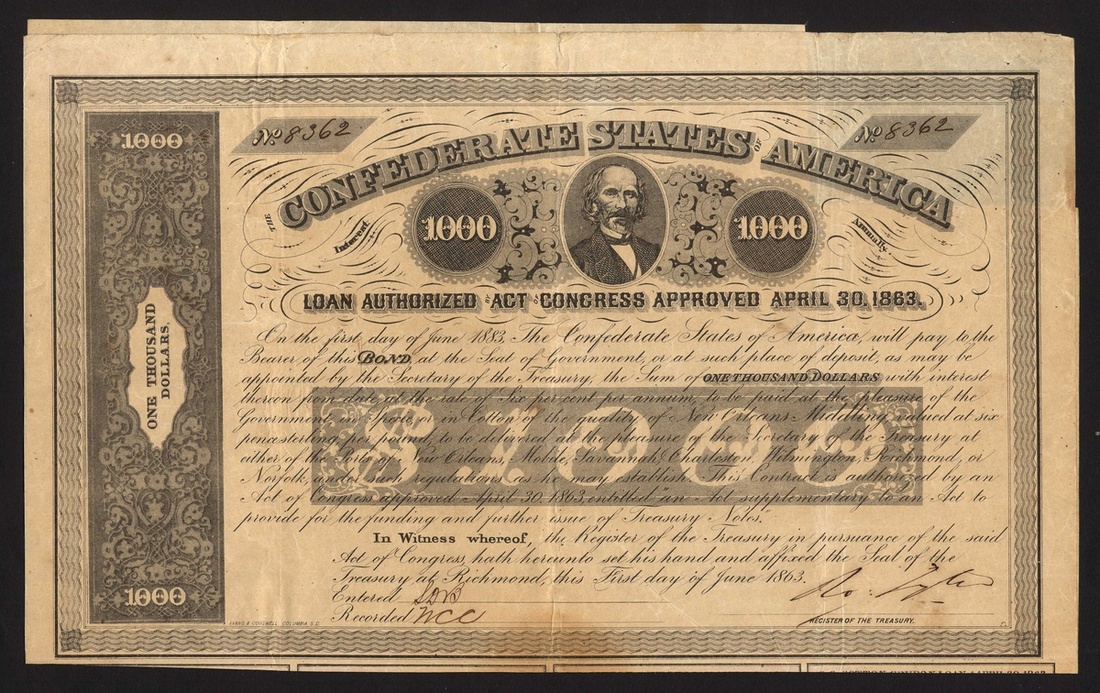 1000
ONE THOUSAND
DOLLARS.
1000
No 8362
No 8362
THE CONFEDERATE STATES OF AMERICA
Interest Annually.
1000 1000
LOAN AUTHORIZED BY ACT OF CONGRESS APPROVED APRIL 30, 1863.
On the first day of June 1883, The Confederate States of America, will pay to the
Bearer of this BOND, at the Seat of Government, or at such place of deposit, as may be
appointed by the Secretary of the Treasury, the Sum of ONE THOUSAND DOLLARS with interest
thereon from date at the rate of Six per cent per annum, to be paid at the pleasure of the
Government, in Specie, or in Cotton of the quality of New Orleans Middling, valued at six
pence sterling per pound, to be delivered at the pleasure of the Secretary of the Treasury at
either of the Ports of New Orleans, Mobile, Savannah, Charleston, Wilmington, Richmond, or
Norfolk, under such regulations as he may establish. This Contract is authorized by an
Act of Congress approved April 30, 1863, entitled "an Act supplementary to an Act to
provide for the funding and further issue of Treasury Notes."
$1000
In Witness whereof, the Register of the Treasury in pursuance of the said
Act of Congress, hath hereunto set his hand and affixed the Seal of the
Treasury at Richmond, this First day of June 1863.
Entered
Recorded WCC
Ro: Tyler
REGISTER OF THE TREASURY.
EVANS & COGSWELL COLUMBIA S.C.